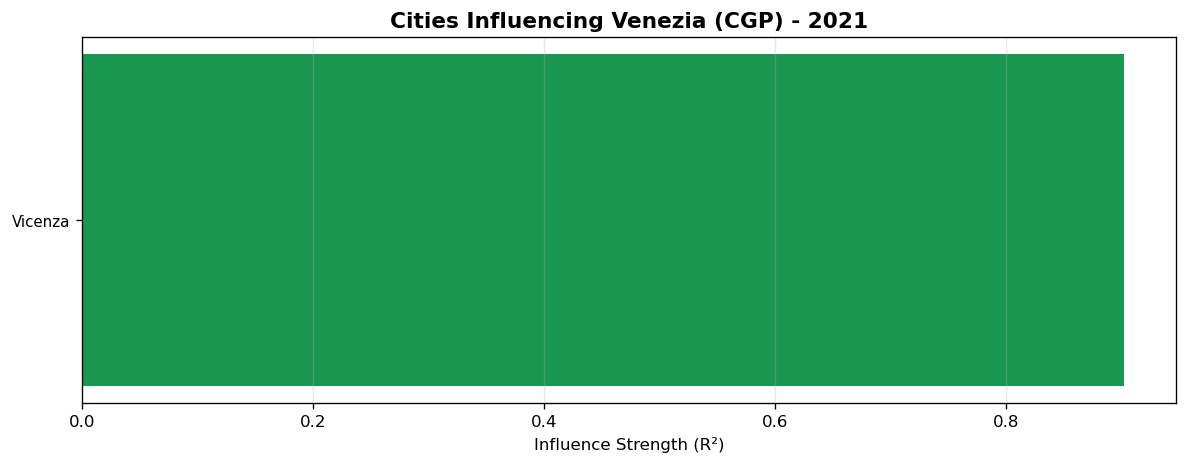 Cities Influencing Venezia (CGP) - 2021
Vicenza
0.0 0.2 0.4 0.6 0.8
Influence Strength (R²)